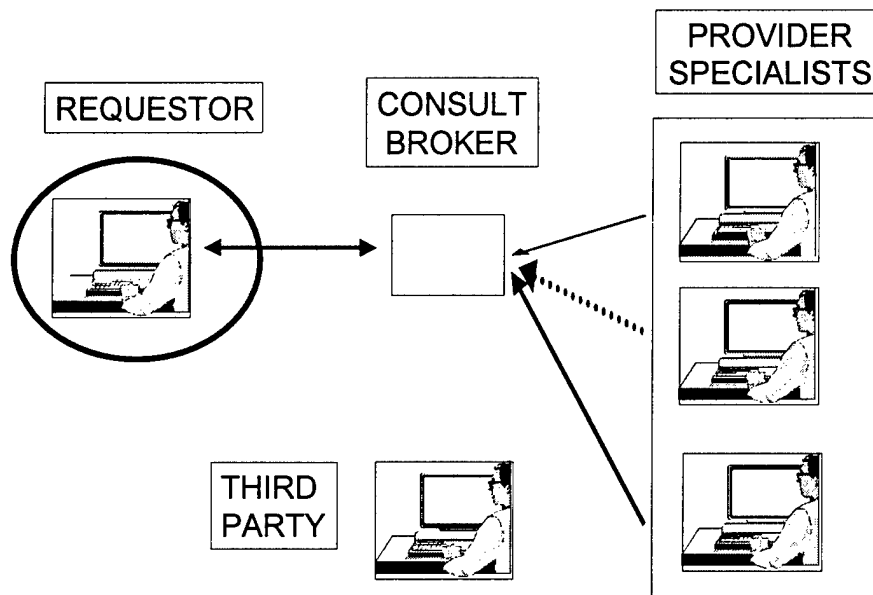 REQUESTOR
CONSULT
BROKER
PROVIDER
SPECIALISTS
THIRD
PARTY